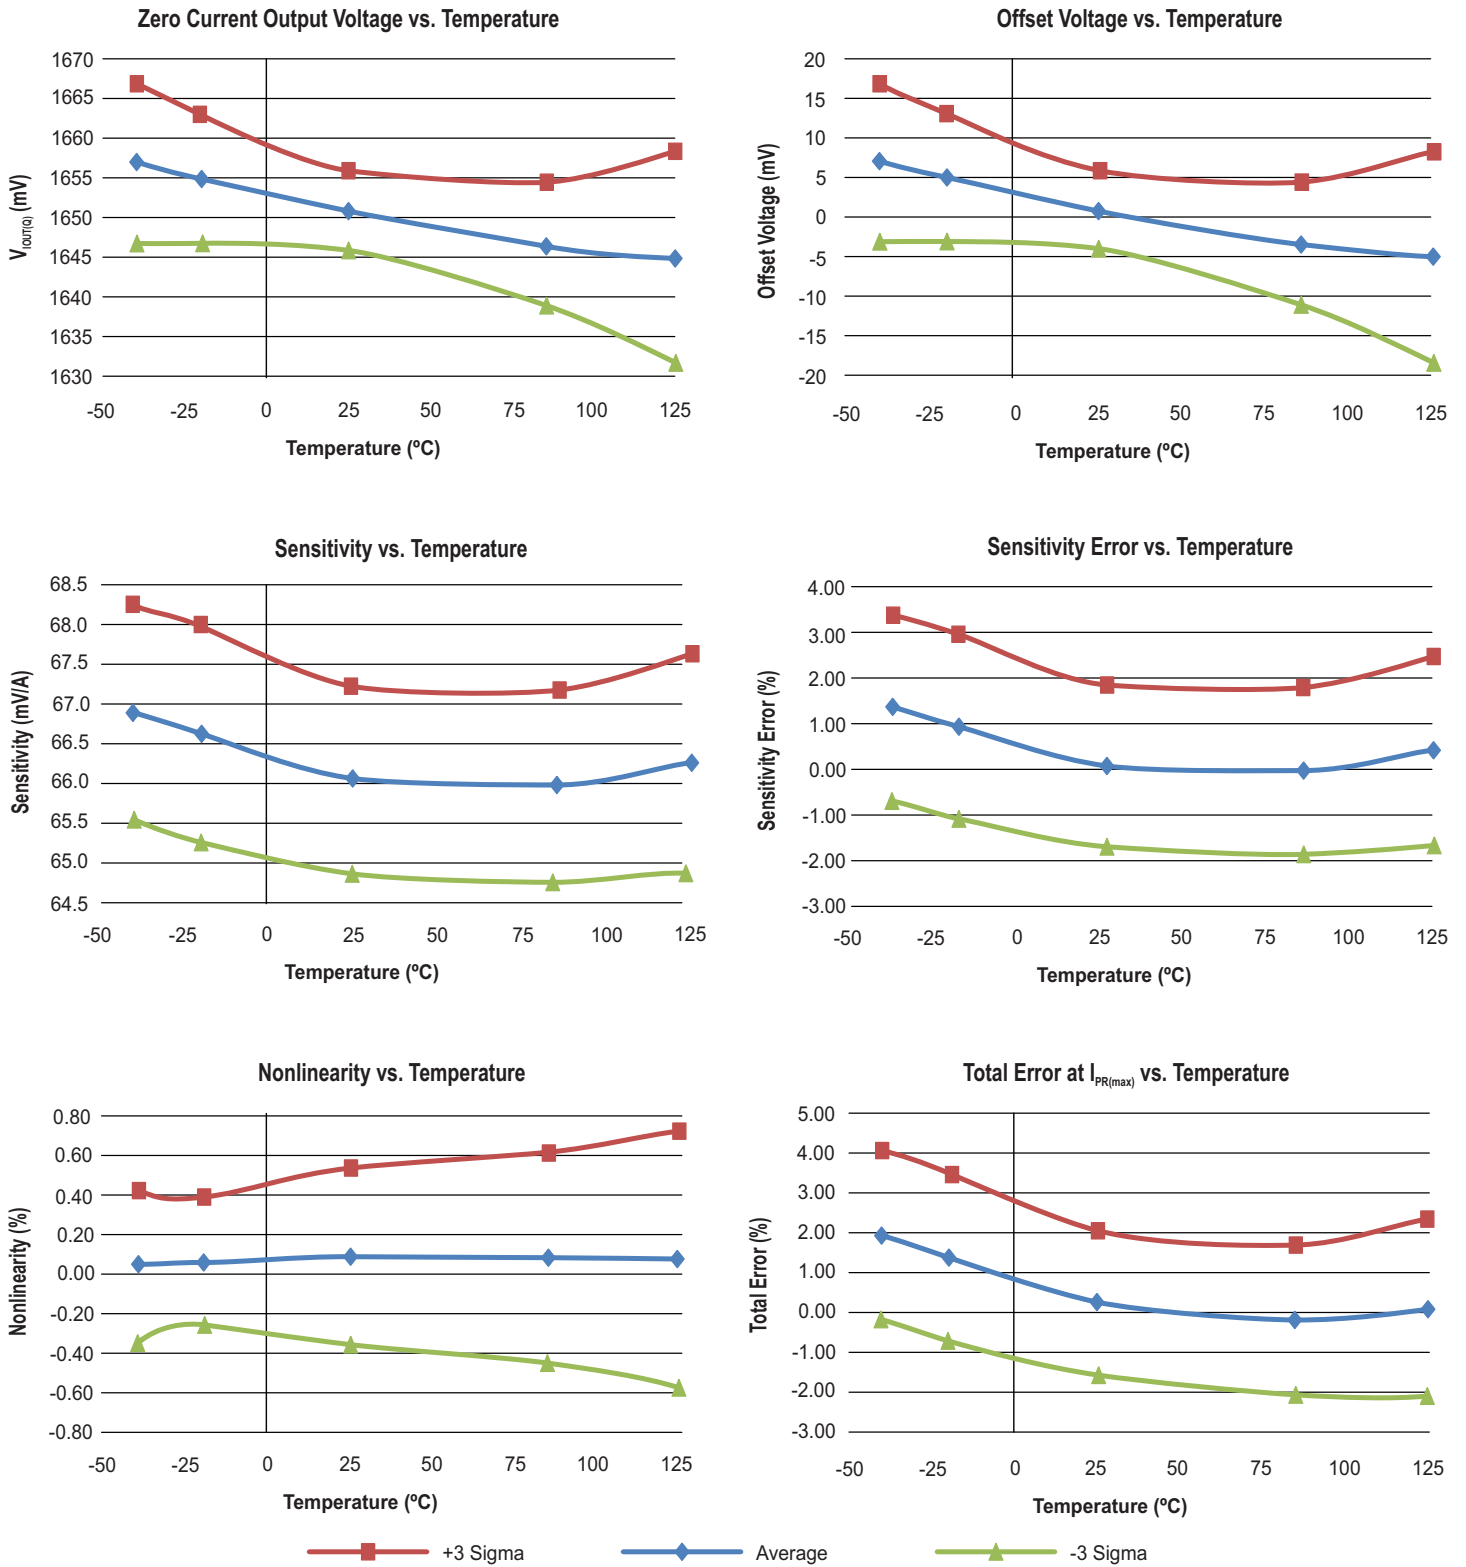 Zero Current Output Voltage vs. Temperature
1670
1665
1660
1655
1650
1645
1640
1635
1630
V_IOUT(Q) (mV)
-50 -25 0 25 50 75 100 125
Temperature (ºC)
Offset Voltage vs. Temperature
20
15
10
5
0
-5
-10
-15
-20
Offset Voltage (mV)
-50 -25 0 25 50 75 100 125
Temperature (ºC)
Sensitivity vs. Temperature
68.5
68.0
67.5
67.0
66.5
66.0
65.5
65.0
64.5
Sensitivity (mV/A)
-50 -25 0 25 50 75 100 125
Temperature (ºC)
Sensitivity Error vs. Temperature
4.00
3.00
2.00
1.00
0.00
-1.00
-2.00
-3.00
Sensitivity Error (%)
-50 -25 0 25 50 75 100 125
Temperature (ºC)
Nonlinearity vs. Temperature
0.80
0.60
0.40
0.20
0.00
-0.20
-0.40
-0.60
-0.80
Nonlinearity (%)
-50 -25 0 25 50 75 100 125
Temperature (ºC)
Total Error at I_PR(max) vs. Temperature
5.00
4.00
3.00
2.00
1.00
0.00
-1.00
-2.00
-3.00
Total Error (%)
-50 -25 0 25 50 75 100 125
Temperature (ºC)
+3 Sigma Average -3 Sigma